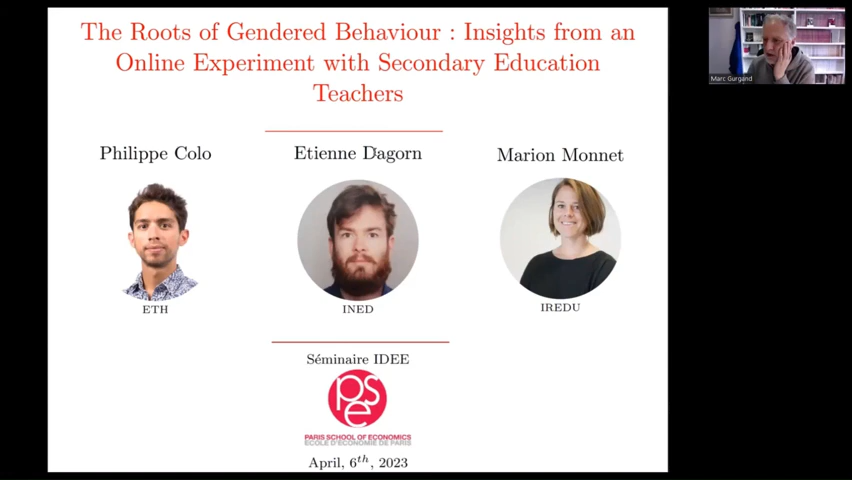 The Roots of Gendered Behaviour : Insights from an
Online Experiment with Secondary Education
Teachers
Philippe Colo
Etienne Dagorn
Marion Monnet
ETH
INED
IREDU
Séminaire IDEE
pse
PARIS SCHOOL OF ECONOMICS
ECOLE D'ECONOMIE DE PARIS
April, 6th, 2023
Marc Gurgand